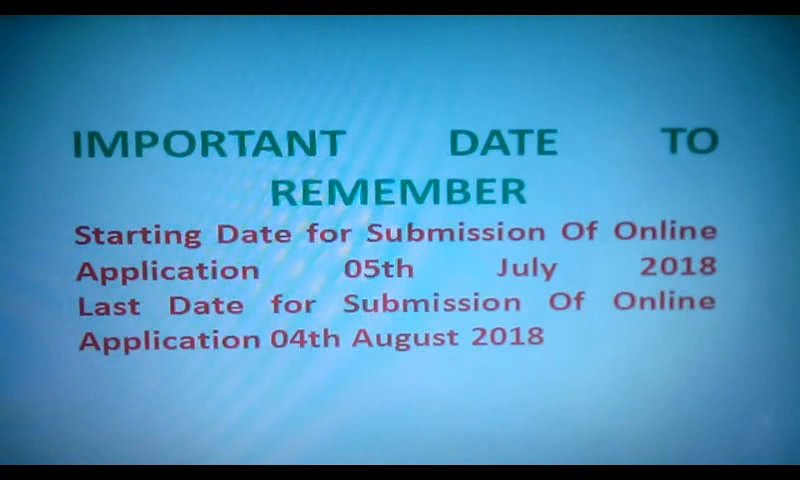 IMPORTANT DATE TO
REMEMBER
Starting Date for Submission Of Online
Application 05th July 2018
Last Date for Submission Of Online
Application 04th August 2018